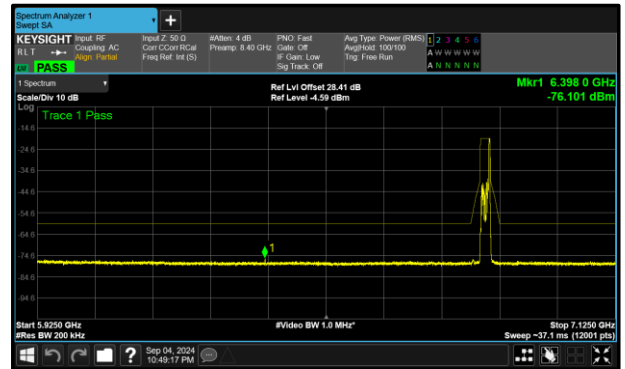 Spectrum Analyzer 1
Swept SA
+
KEYSIGHT
RLT
PASS
Input: RF
Coupling: AC
Align: Partial
Input Z: 50 Ω
Corr CCorr RCal
Freq Ref: Int (S)
#Atten: 4 dB
Preamp: 8.40 GHz
PNO: Fast
Gate: Off
IF Gain: Low
Sig Track: Off
Avg Type: Power (RMS)
Avg|Hold: 100/100
Trig: Free Run
1 2 3 4 5 6
A W W W W W
A N N N N N
1 Spectrum
Scale/Div 10 dB
Ref Lvl Offset 28.41 dB
Ref Level -4.59 dBm
Mkr1 6.398 0 GHz
-76.101 dBm
Log
Trace 1 Pass
-14.6
-24.6
-34.6
-44.6
-54.6
-64.6
-74.6
-84.6
-94.6
1
Start 5.9250 GHz
#Res BW 200 kHz
#Video BW 1.0 MHz*
Stop 7.1250 GHz
Sweep ~37.1 ms (12001 pts)
?
Sep 04, 2024
10:49:17 PM